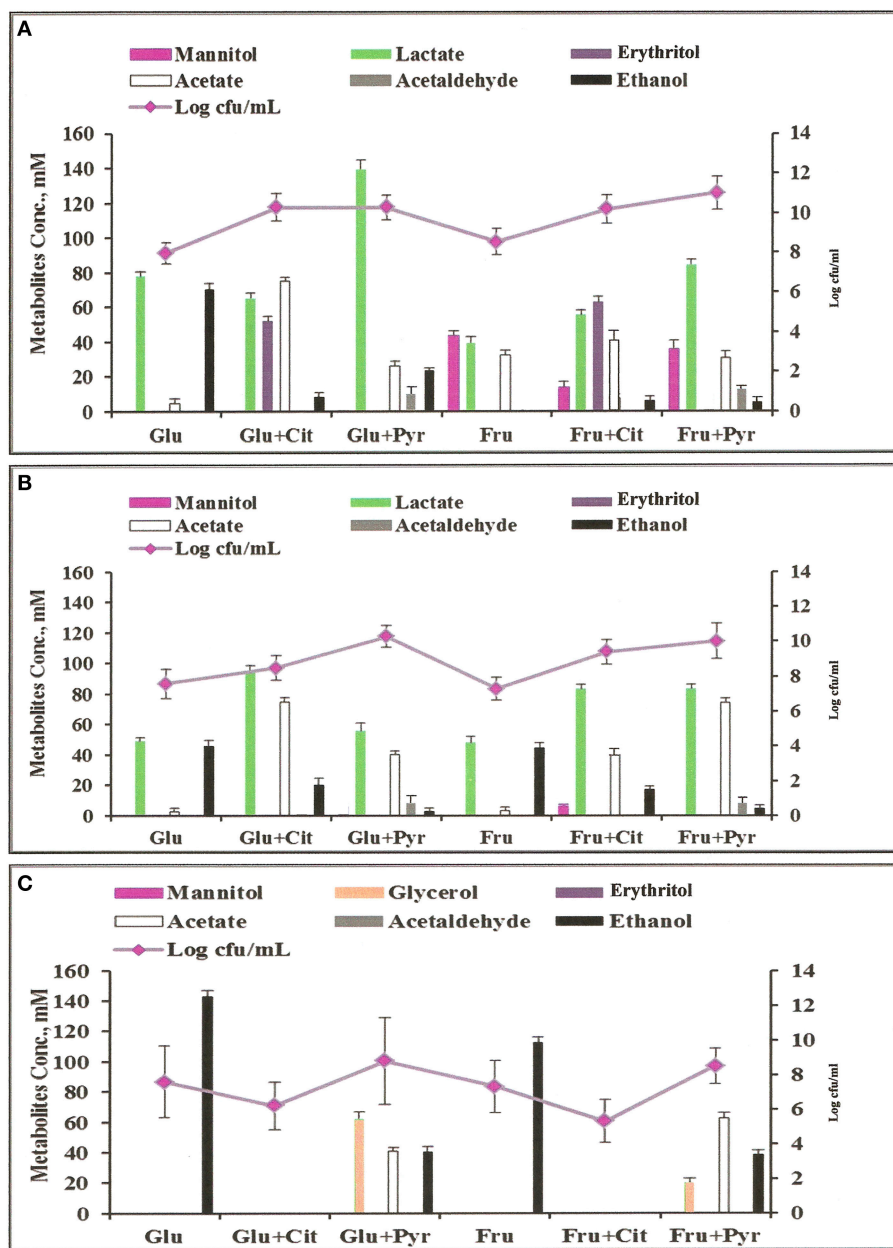 A
Mannitol Lactate Erythritol
Acetate Acetaldehyde Ethanol
Log cfu/mL
160 14
140 12
120 10
100 8
80 6
60 4
40 2
20 0
0
Metabolites Conc., mM
Log cfu/ml
Glu Glu+Cit Glu+Pyr Fru Fru+Cit Fru+Pyr
B
Mannitol Lactate Erythritol
Acetate Acetaldehyde Ethanol
Log cfu/mL
160 14
140 12
120 10
100 8
80 6
60 4
40 2
20 0
0
Metabolites Conc., mM
Log cfu/ml
Glu Glu+Cit Glu+Pyr Fru Fru+Cit Fru+Pyr
C
Mannitol Glycerol Erythritol
Acetate Acetaldehyde Ethanol
Log cfu/mL
160 14
140 12
120 10
100 8
80 6
60 4
40 2
20 0
0
Metabolites Conc., mM
Log cfu/ml
Glu Glu+Cit Glu+Pyr Fru Fru+Cit Fru+Pyr